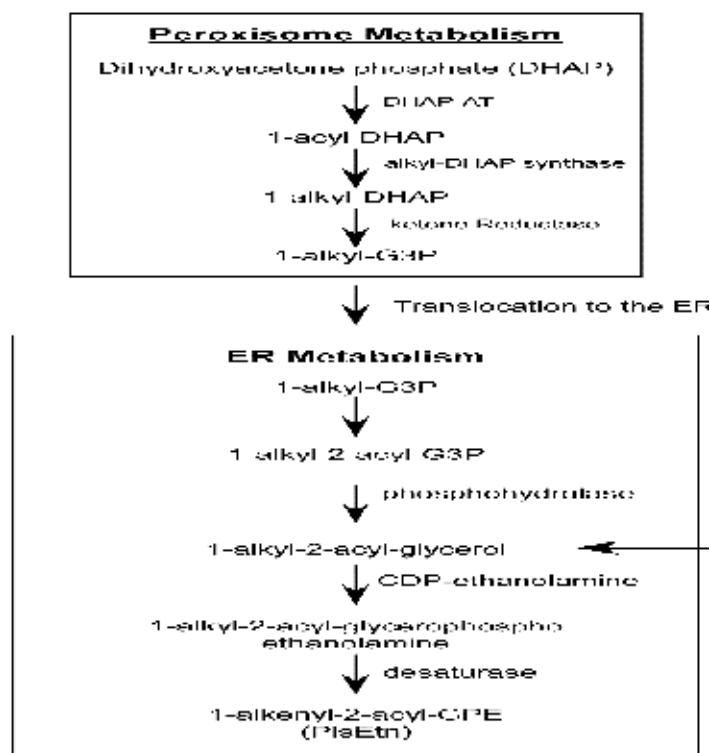 Peroxisome Metabolism
Dihydroxyacetone phosphate (DHAP)
DHAP AT
1-acyl DHAP
alkyl-DHAP synthase
1 alkyl DHAP
ketone Reductase
1-alkyl-G3P
Translocation to the ER
ER Metabolism
1-alkyl-G3P
1 alkyl 2 acyl G3P
phosphohydrolase
1-alkyl-2-acyl-glycerol
CDP-ethanolamine
1-alkyl-2-acyl-glycerophospho
ethanolamine
desaturase
1-alkenyl-2-acyl-GPE
(PlsEtn)